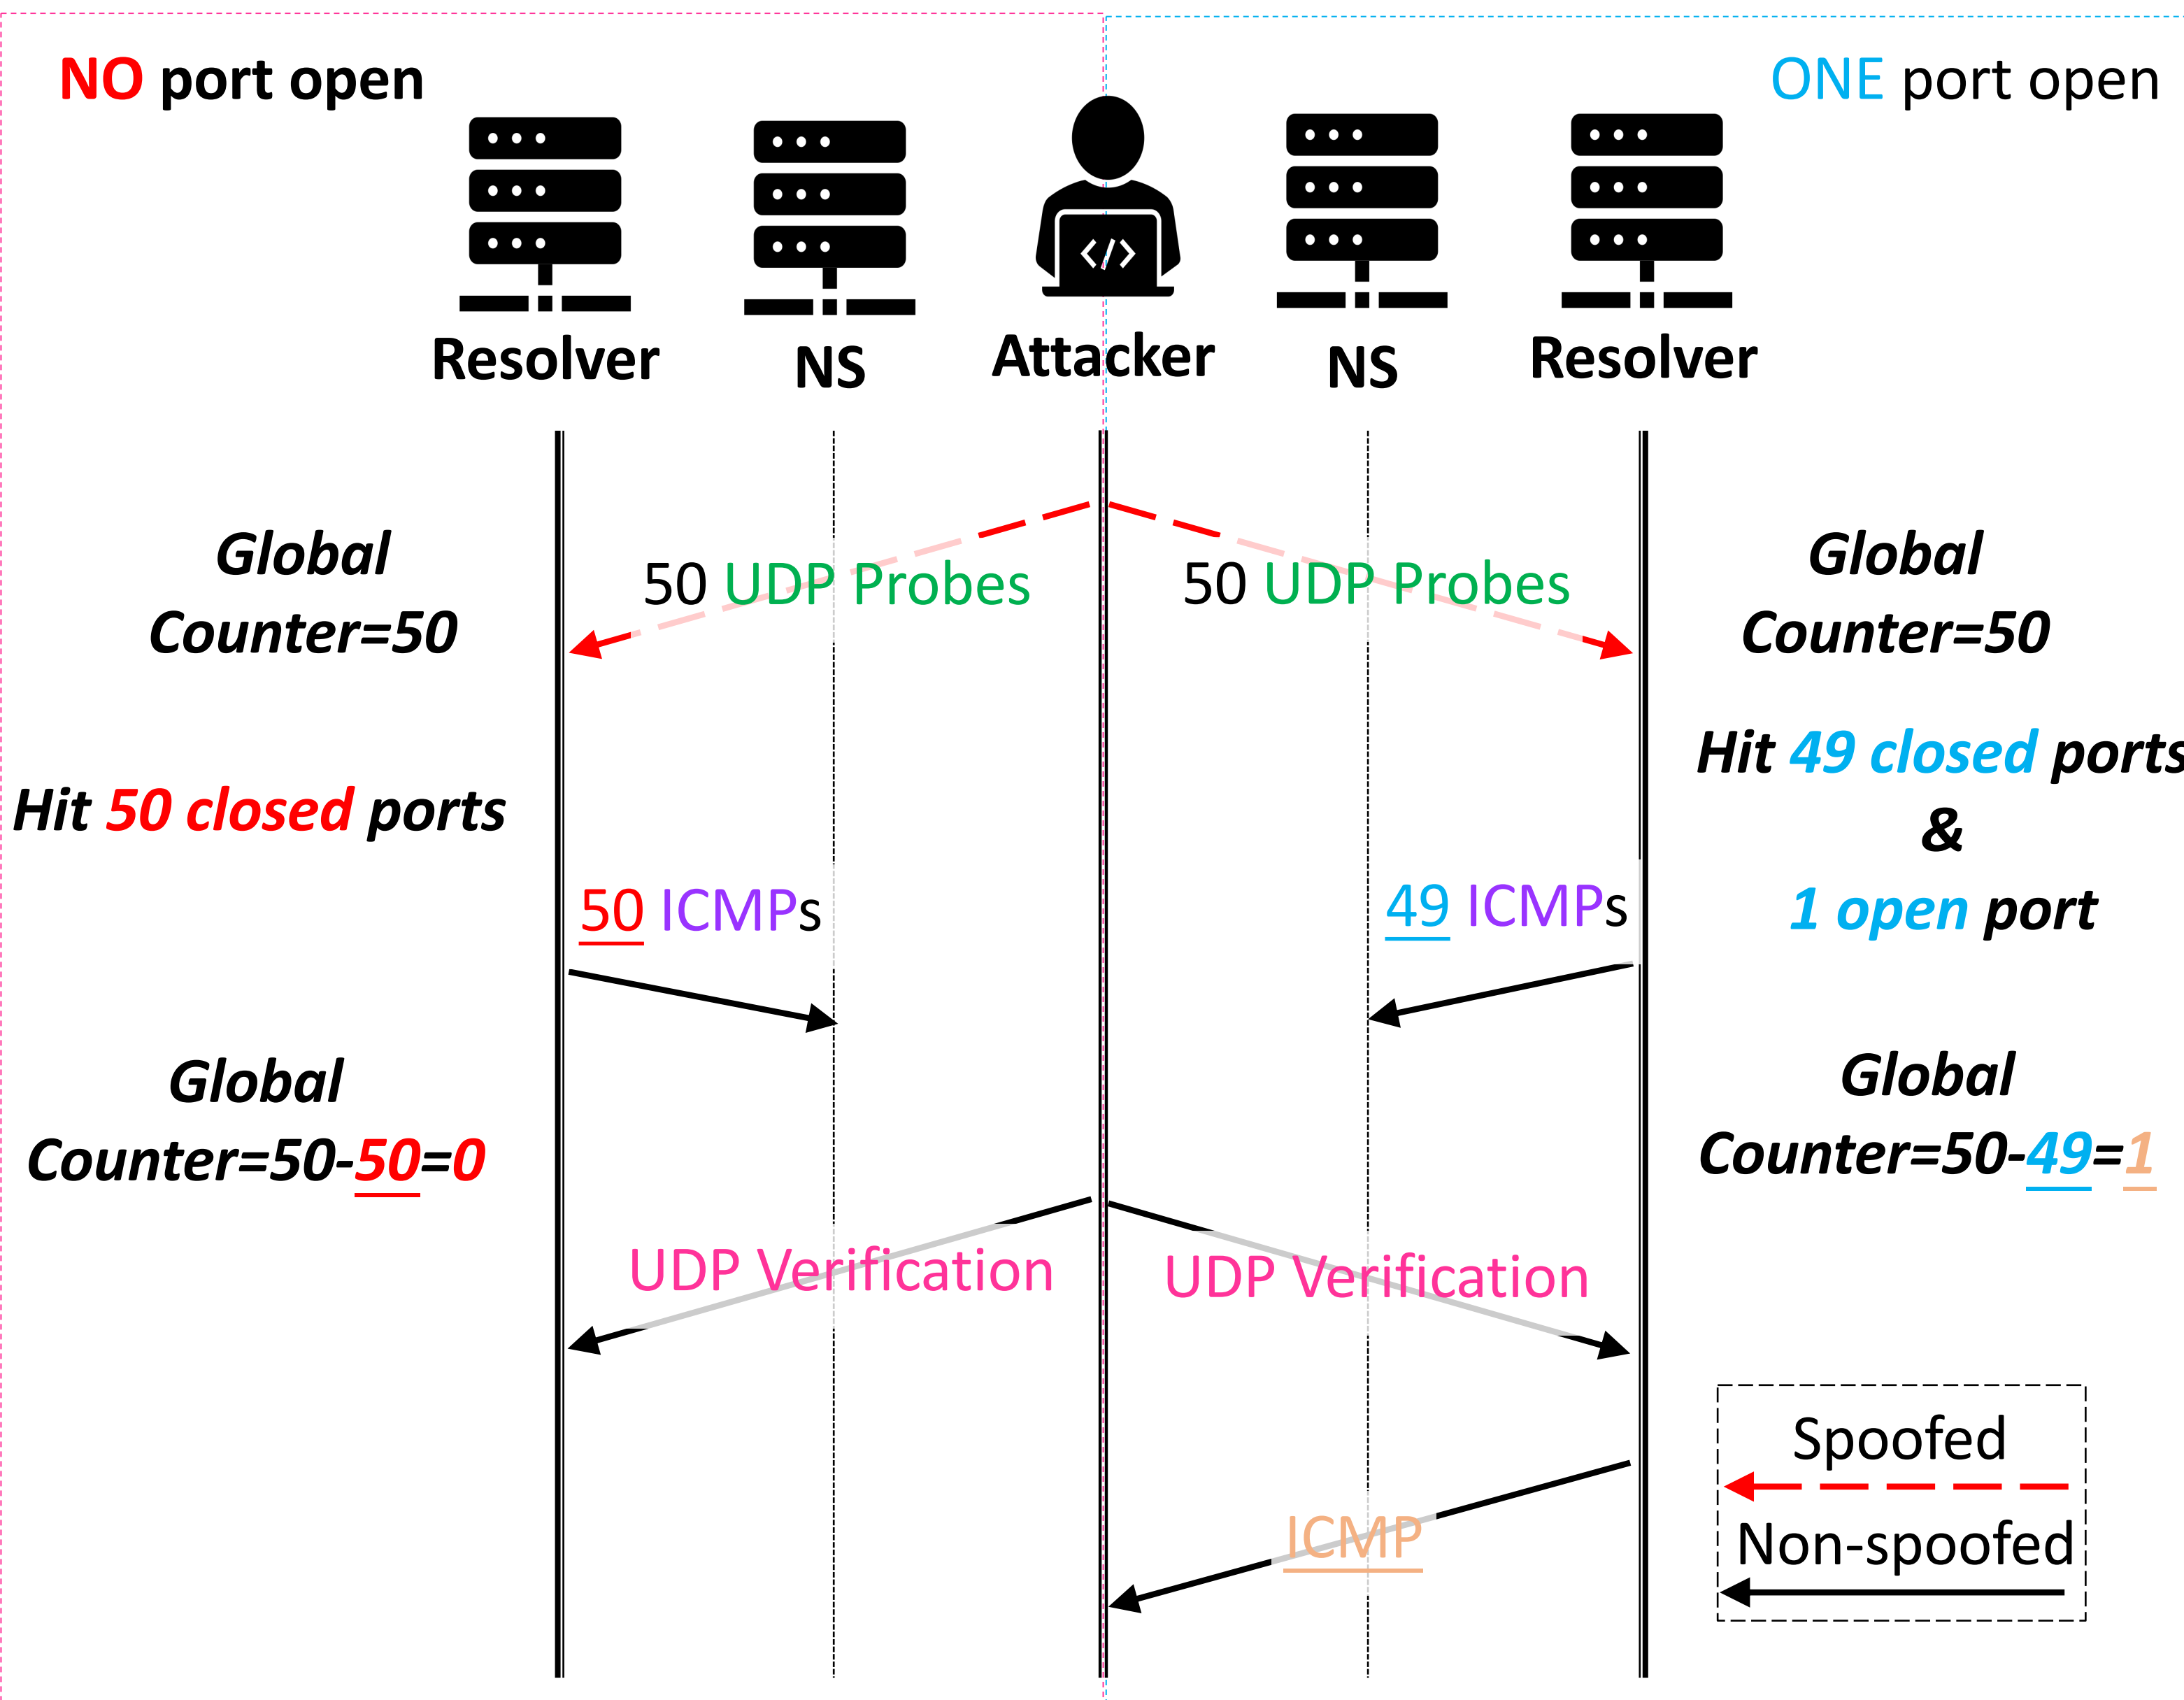 NO port open
ONE port open
Resolver
NS
Attacker
NS
Resolver
Global
Counter=50
50 UDP Probes
50 UDP Probes
Global
Counter=50
Hit 50 closed ports
Hit 49 closed ports
&
1 open port
50 ICMPs
49 ICMPs
Global
Counter=50-50=0
Global
Counter=50-49=1
UDP Verification
UDP Verification
ICMP
Spoofed
Non-spoofed